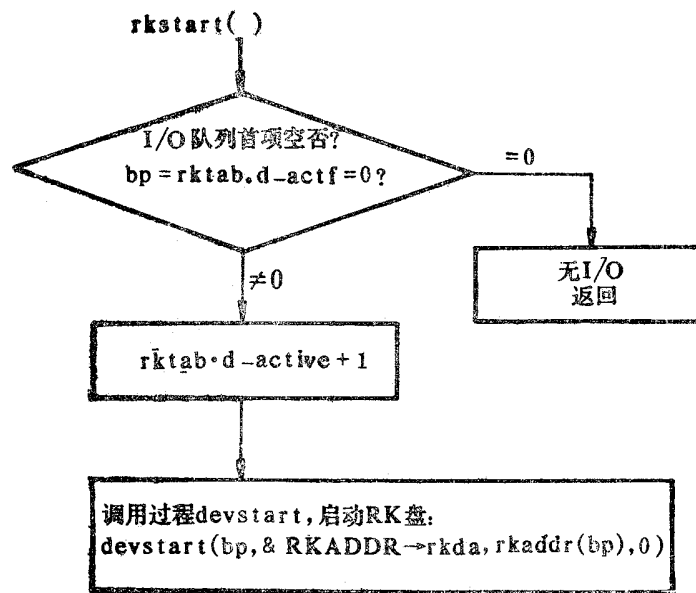 rkstart( )
I/O 队列首项空否?
bp=rktab.d-actf=0?
=0
无I/O
返回
≠0
rktab·d-active+1
调用过程devstart,启动RK盘:
devstart(bp,& RKADDR→rkda,rkaddr(bp),0)